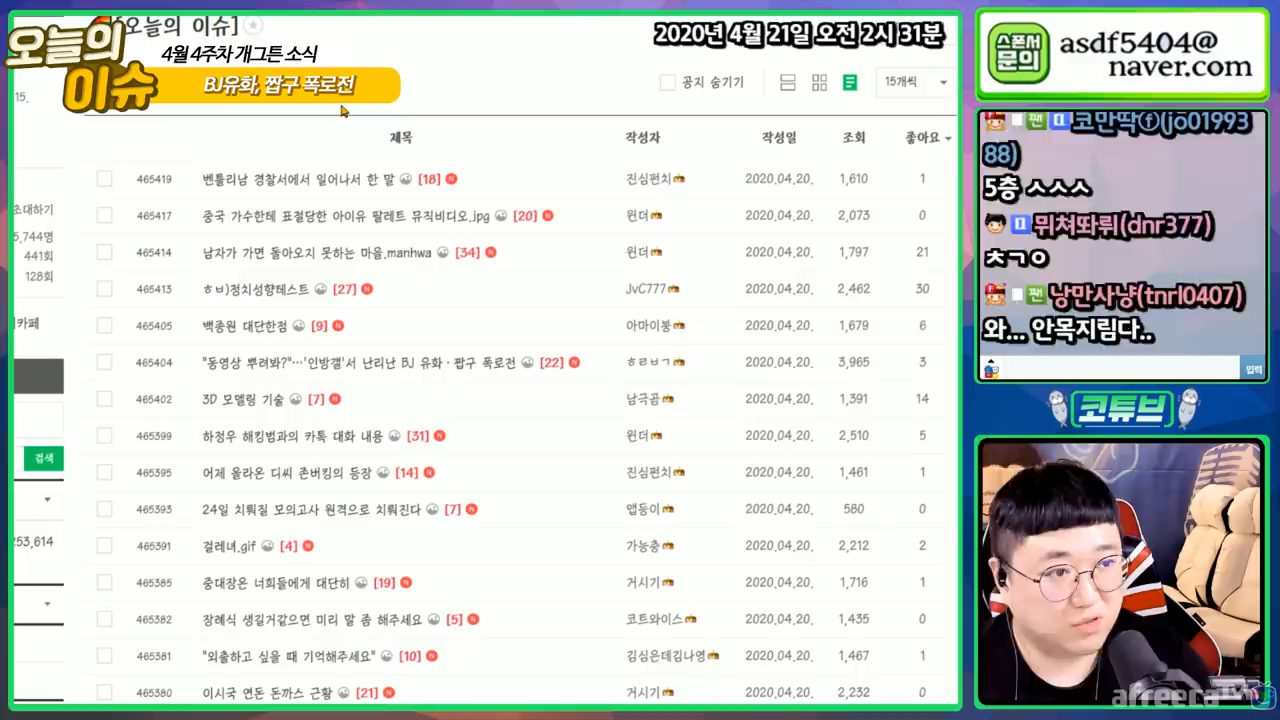 [오늘의 이슈]
오늘의
이슈
4월 4주차 개그튼 소식
BJ유화, 짭구 폭로전
2020년 4월 21일 오전 2시 31분
공지 숨기기
15개씩
제목 작성자 작성일 조회 좋아요
465419 벤틀리남 경찰서에서 일어나서 한 말 [18] N 진심펀치 2020.04.20. 1,610 1
465417 중국 가수한테 표절당한 아이유 팔레트 뮤직비디오.jpg [20] N 윈더 2020.04.20. 2,073 0
465414 남자가 가면 돌아오지 못하는 마을.manhwa [34] N 윈더 2020.04.20. 1,797 21
465413 ㅎㅂ)정치성향테스트 [27] N JvC777 2020.04.20. 2,462 30
465405 백종원 대단한점 [9] N 아마이붕 2020.04.20. 1,679 6
465404 "동영상 뿌려봐?"…'인방갤'서 난리난 BJ 유화·짭구 폭로전 [22] N ㅎㄹㅂㄱ 2020.04.20. 3,965 3
465402 3D 모델링 기술 [7] N 남극곰 2020.04.20. 1,391 14
465399 하정우 해킹범과의 카톡 대화 내용 [31] N 윈더 2020.04.20. 2,510 5
465395 어제 올라온 디씨 존버킹의 등장 [14] N 진심펀치 2020.04.20. 1,461 1
465393 24일 치뤄질 모의고사 원격으로 치뤄진다 [7] N 앱등이 2020.04.20. 580 0
465391 걸레녀.gif [4] N 가능충 2020.04.20. 2,212 2
465385 중대장은 너희들에게 대단히 [19] N 거시기 2020.04.20. 1,716 1
465382 장례식 생길거같으면 미리 말 좀 해주세요 [5] N 코트와이스 2020.04.20. 1,435 0
465381 "외출하고 싶을 때 기억해주세요" [10] N 김심은데김나영 2020.04.20. 1,467 1
465380 이시국 연돈 돈까스 근황 [21] N 거시기 2020.04.20. 2,232 0
15.
초대하기
5,744명
441회
128회
카페
검색
253,614
스폰서
문의
asdf5404@
naver.com
팬 코만딱ⓕ(jo01993
88)
5층 ㅅㅅㅅ
뮈쳐똬뤼(dnr377)
ㅊㄱㅇ
팬 낭만사냥(tnrl0407)
와... 안목지림다..
입력
코튜브
afreecaTV